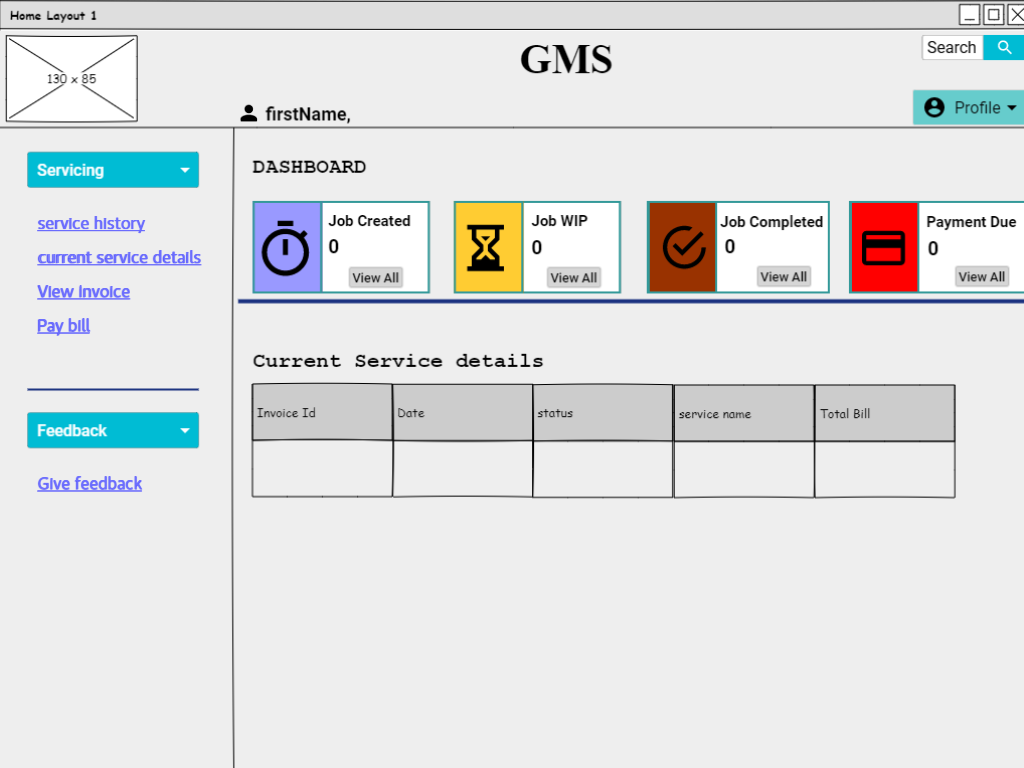 Home Layout 1
130 x 85
GMS
Search
firstName,
Profile
Servicing
service history
current service details
View Invoice
Pay bill
Feedback
Give feedback
DASHBOARD
Job Created
0
View All
Job WIP
0
View All
Job Completed
0
View All
Payment Due
0
View All
Current Service details
Invoice Id Date status service name Total Bill